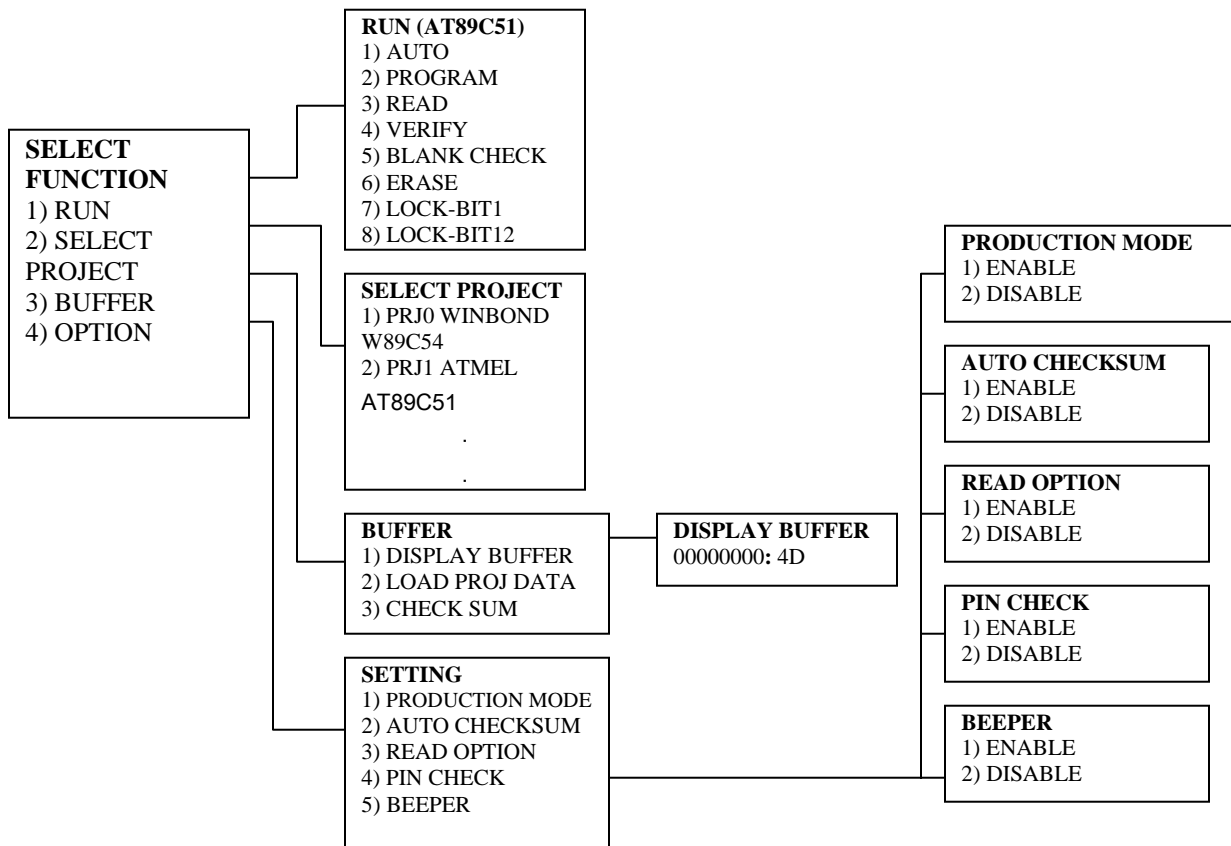 SELECT
FUNCTION
1) RUN
2) SELECT
PROJECT
3) BUFFER
4) OPTION
RUN (AT89C51)
1) AUTO
2) PROGRAM
3) READ
4) VERIFY
5) BLANK CHECK
6) ERASE
7) LOCK-BIT1
8) LOCK-BIT12
SELECT PROJECT
1) PRJ0 WINBOND
W89C54
2) PRJ1 ATMEL
AT89C51
.
.
BUFFER
1) DISPLAY BUFFER
2) LOAD PROJ DATA
3) CHECK SUM
DISPLAY BUFFER
00000000: 4D
SETTING
1) PRODUCTION MODE
2) AUTO CHECKSUM
3) READ OPTION
4) PIN CHECK
5) BEEPER
PRODUCTION MODE
1) ENABLE
2) DISABLE
AUTO CHECKSUM
1) ENABLE
2) DISABLE
READ OPTION
1) ENABLE
2) DISABLE
PIN CHECK
1) ENABLE
2) DISABLE
BEEPER
1) ENABLE
2) DISABLE